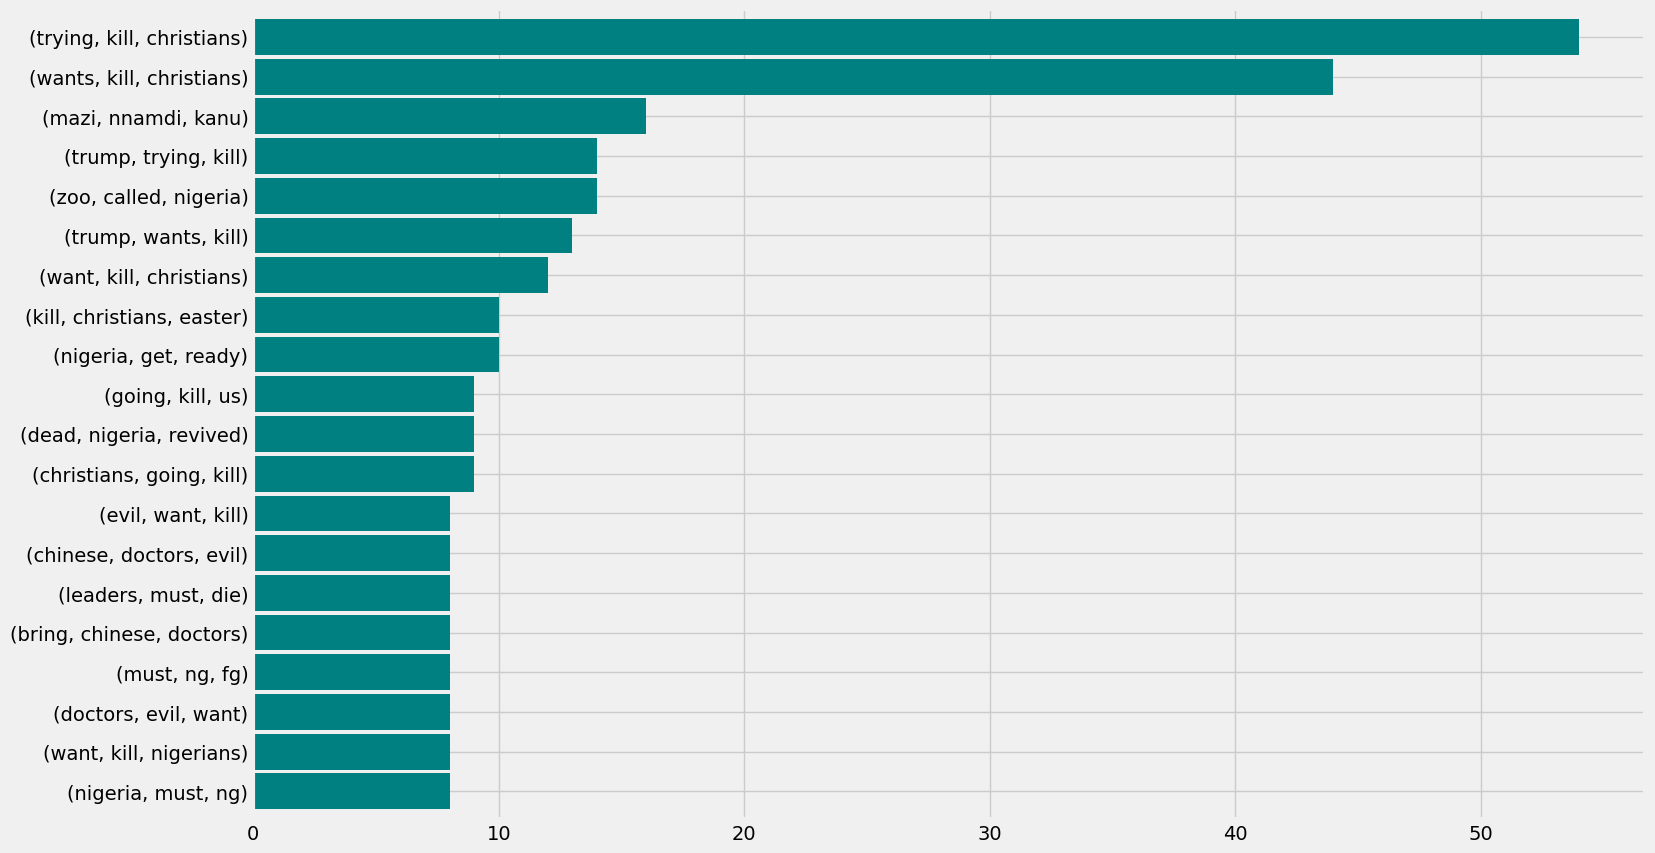 (trying, kill, christians)
(wants, kill, christians)
(mazi, nnamdi, kanu)
(trump, trying, kill)
(zoo, called, nigeria)
(trump, wants, kill)
(want, kill, christians)
(kill, christians, easter)
(nigeria, get, ready)
(going, kill, us)
(dead, nigeria, revived)
(christians, going, kill)
(evil, want, kill)
(chinese, doctors, evil)
(leaders, must, die)
(bring, chinese, doctors)
(must, ng, fg)
(doctors, evil, want)
(want, kill, nigerians)
(nigeria, must, ng)
0 10 20 30 40 50